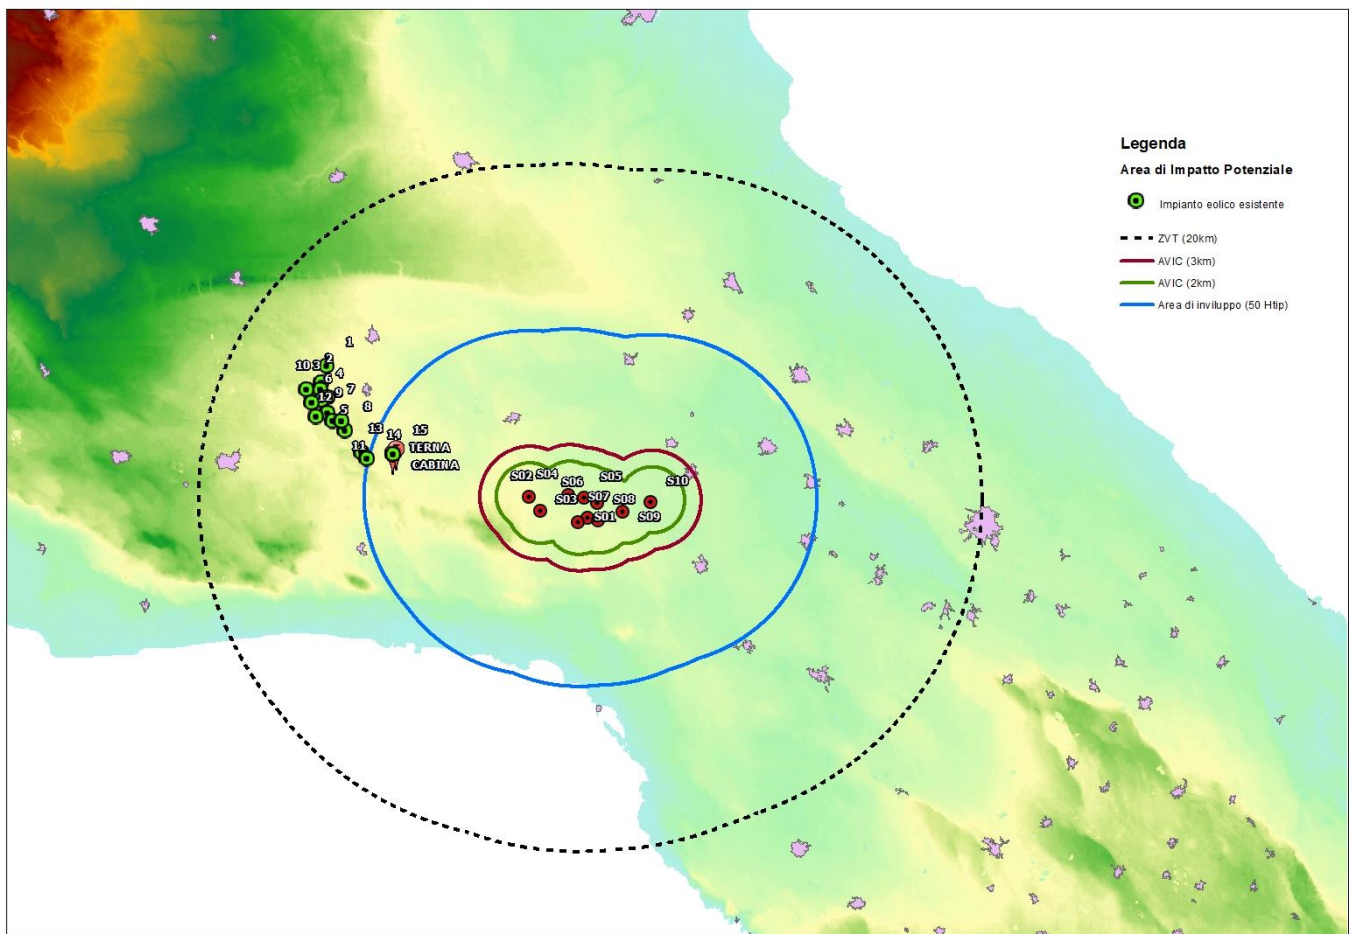 Legenda
Area di Impatto Potenziale
Impianto eolico esistente
ZVT (20km)
AVIC (3km)
AVIC (2km)
Area di inviluppo (50 Htip)
1
2
10 3 4
6
9 7
12
8
5
13
14
15
11
TERNA
CABINA
S02
S04
S05
S06
S10
S03
S07
S08
S01
S09